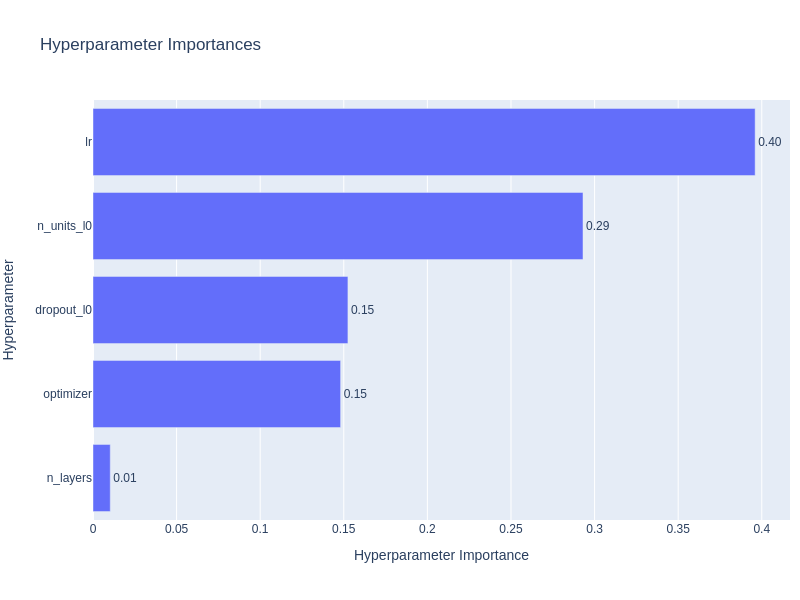 Hyperparameter Importances
Hyperparameter
lr
0.40
n_units_l0
0.29
dropout_l0
0.15
optimizer
0.15
n_layers
0.01
0 0.05 0.1 0.15 0.2 0.25 0.3 0.35 0.4
Hyperparameter Importance